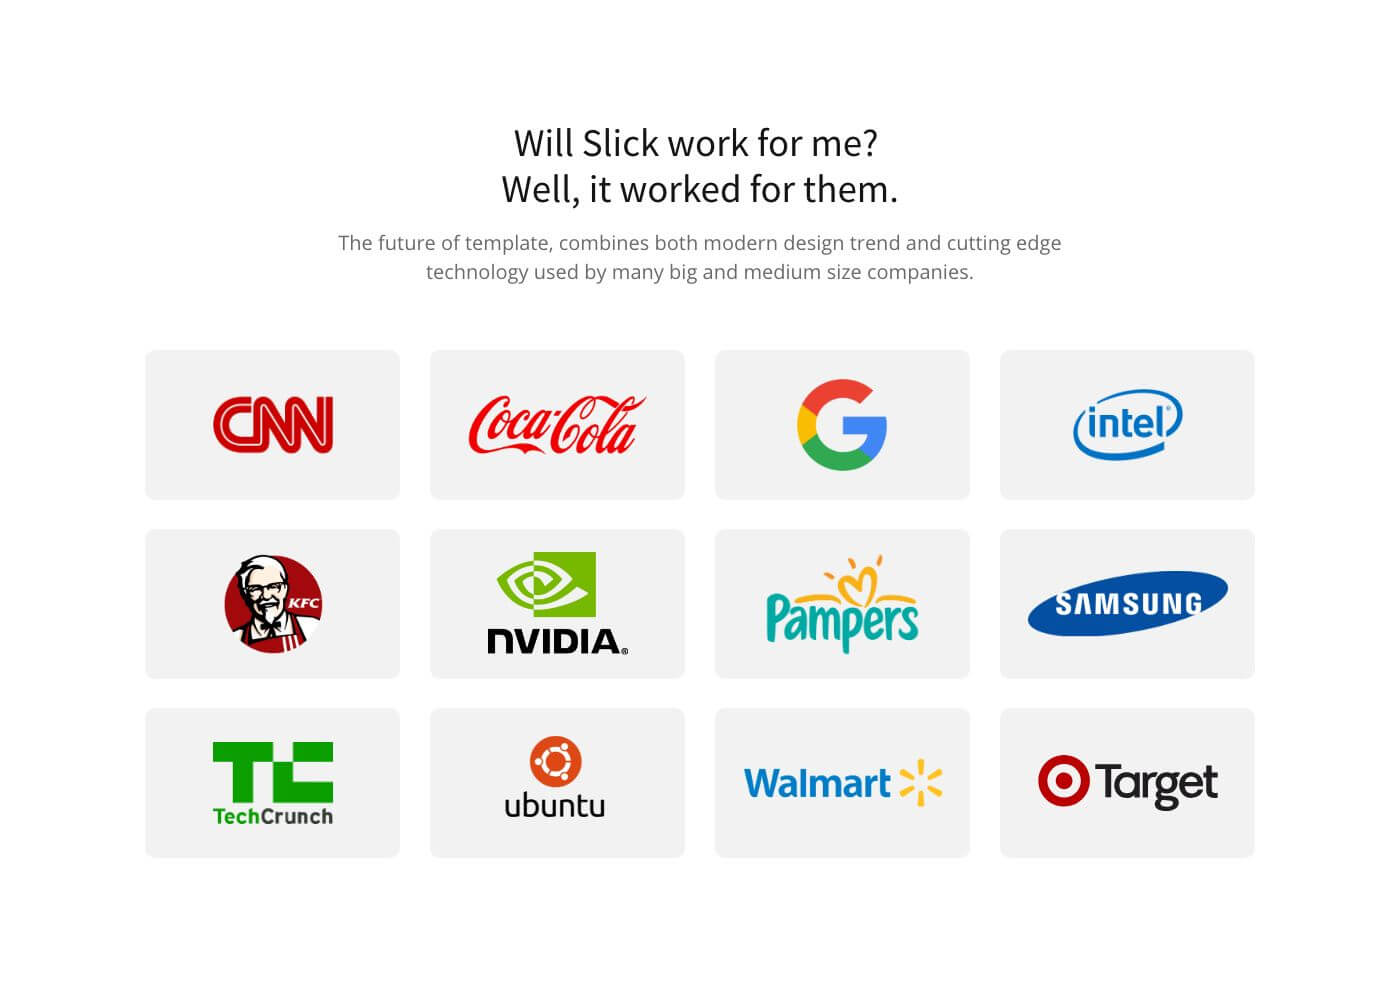 Will Slick work for me?
Well, it worked for them.
The future of template, combines both modern design trend and cutting edge
technology used by many big and medium size companies.
CNN
Coca-Cola
G
intel®
KFC
NVIDIA®
Pampers
SAMSUNG
TC
TechCrunch
ubuntu
Walmart
Target